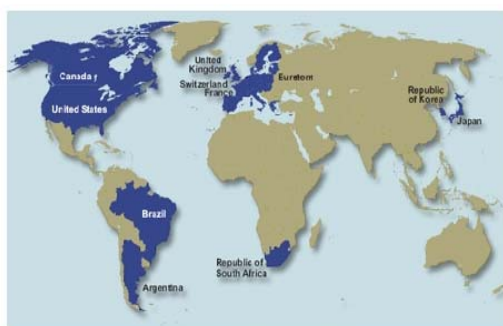 Canada
United States
United
Kingdom
Switzerland
France
Euratom
Republic
of Korea
Japan
Brazil
Argentina
Republic of
South Africa